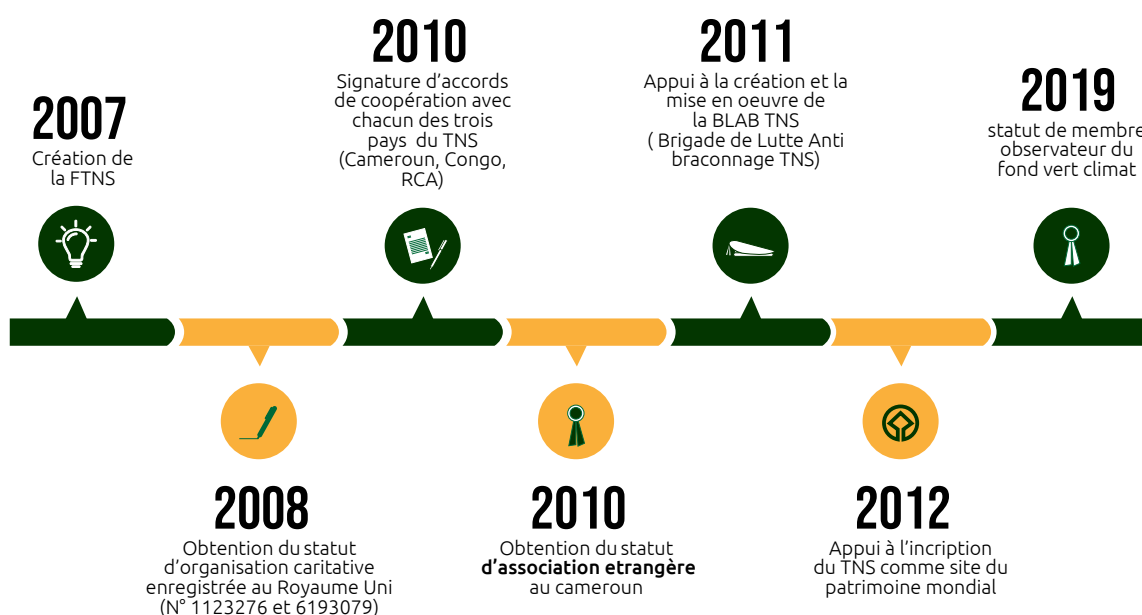 2007
Création de
la FTNS
2008
Obtention du statut
d'organisation caritative
enregistrée au Royaume Uni
(N° 1123276 et 6193079)
2010
Signature d'accords
de coopération avec
chacun des trois
pays du TNS
(Cameroun, Congo,
RCA)
2010
Obtention du statut
d'association etrangère
au cameroun
2011
Appui à la création et la
mise en oeuvre de
la BLAB TNS
( Brigade de Lutte Anti
braconnage TNS)
2012
Appui à l'incription
du TNS comme site du
patrimoine mondial
2019
statut de membre
observateur du
fond vert climat